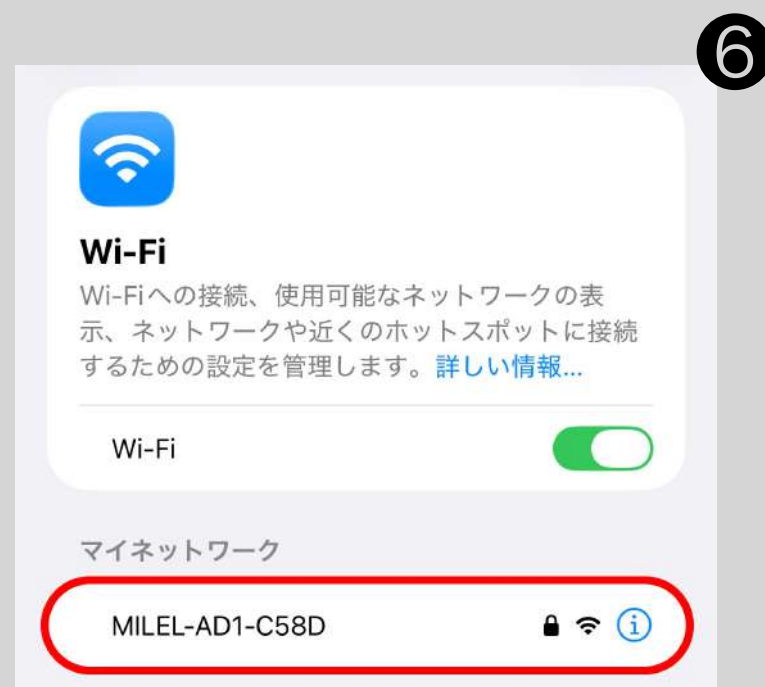 ❻
Wi-Fi
Wi-Fiへの接続、使用可能なネットワークの表
示、ネットワークや近くのホットスポットに接続
するための設定を管理します。詳しい情報...
Wi-Fi
マイネットワーク
MILEL-AD1-C58D